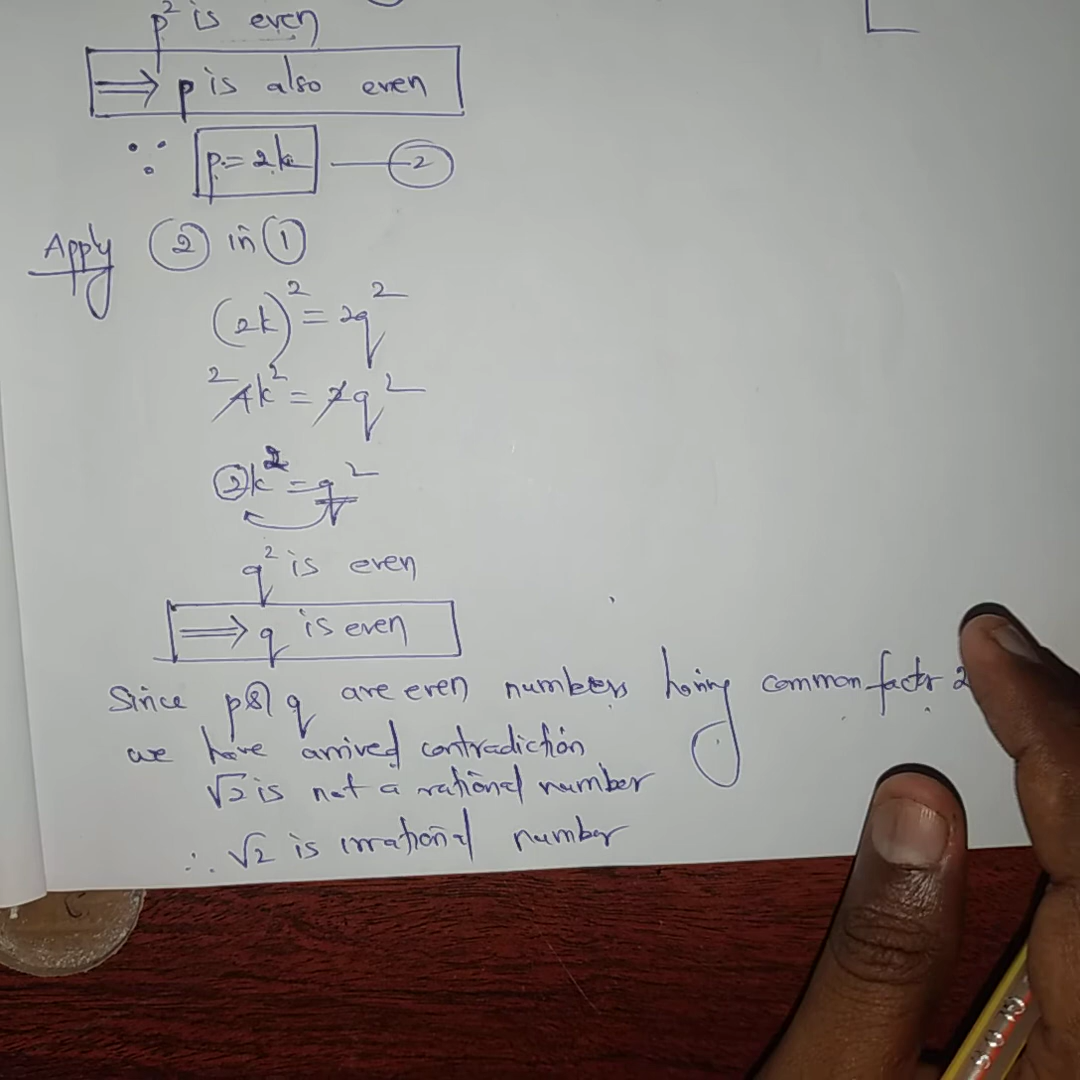 p² is even
⟹ p is also even
∵ p = 2k —— ②
Apply ② in ①
(2k)² = 2q²
²4k² = 2q²
②k² = q²
q² is even
⟹ q is even
Since p & q are even numbers having common factor 2
we have arrived contradiction
√2 is not a rational number
∴ √2 is irrational number